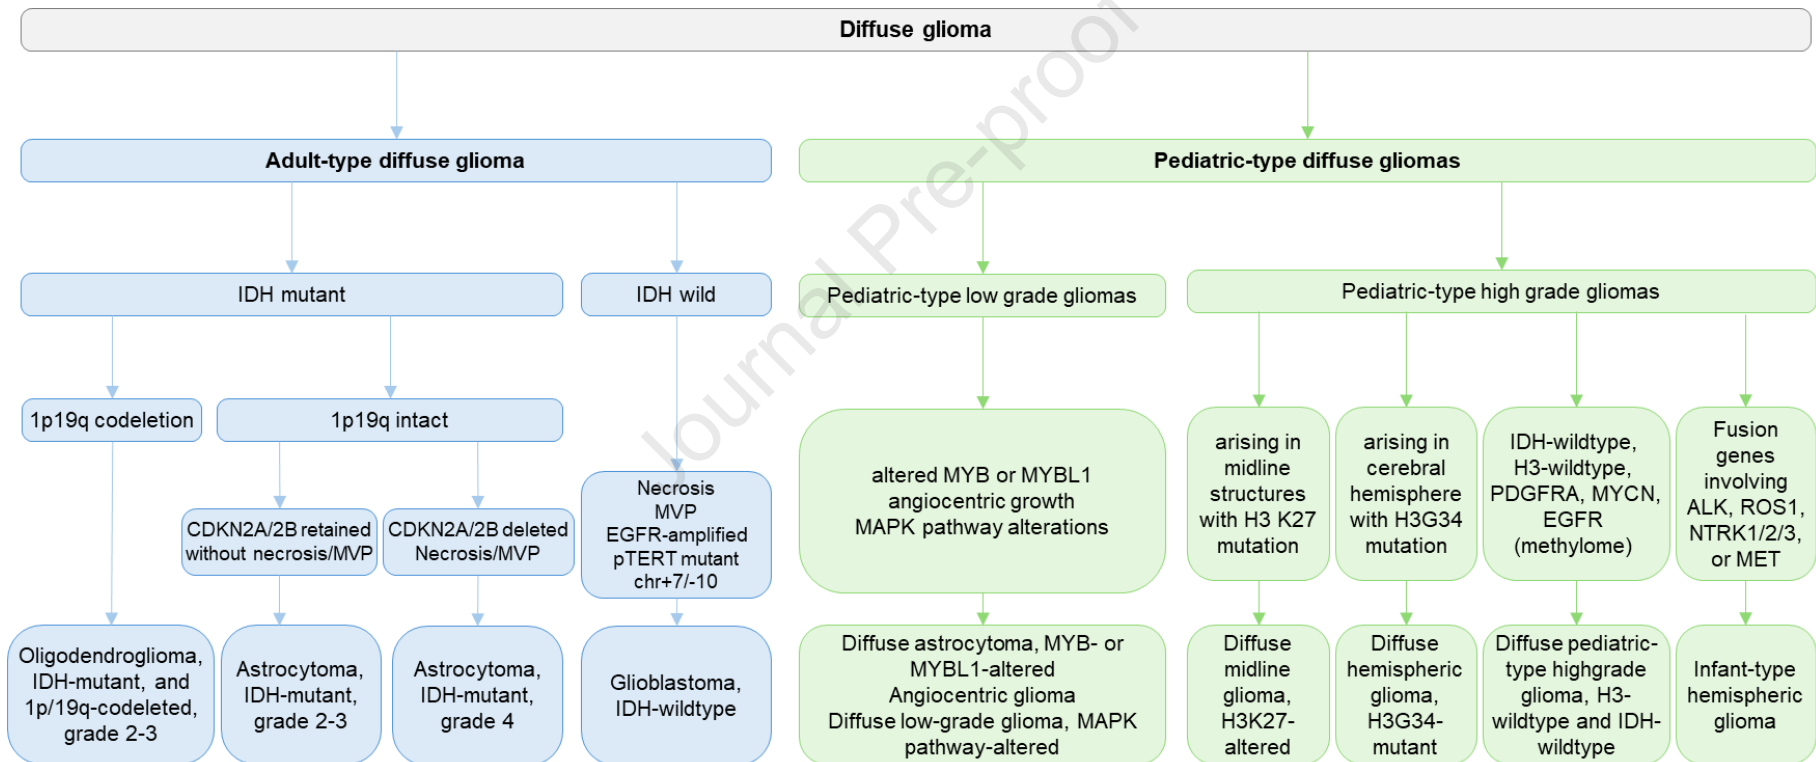 Diffuse glioma
Adult-type diffuse glioma
Pediatric-type diffuse gliomas
IDH mutant
IDH wild
Pediatric-type low grade gliomas
Pediatric-type high grade gliomas
1p19q codeletion
1p19q intact
CDKN2A/2B retained
without necrosis/MVP
CDKN2A/2B deleted
Necrosis/MVP
Necrosis
MVP
EGFR-amplified
pTERT mutant
chr+7/-10
altered MYB or MYBL1
angiocentric growth
MAPK pathway alterations
arising in
midline
structures
with H3 K27
mutation
arising in
cerebral
hemisphere
with H3G34
mutation
IDH-wildtype,
H3-wildtype,
PDGFRA, MYCN,
EGFR
(methylome)
Fusion
genes
involving
ALK, ROS1,
NTRK1/2/3,
or MET
Oligodendroglioma,
IDH-mutant, and
1p/19q-codeleted,
grade 2-3
Astrocytoma,
IDH-mutant,
grade 2-3
Astrocytoma,
IDH-mutant,
grade 4
Glioblastoma,
IDH-wildtype
Diffuse astrocytoma, MYB- or
MYBL1-altered
Angiocentric glioma
Diffuse low-grade glioma, MAPK
pathway-altered
Diffuse
midline
glioma,
H3K27-
altered
Diffuse
hemispheric
glioma,
H3G34-
mutant
Diffuse pediatric-
type highgrade
glioma, H3-
wildtype and IDH-
wildtype
Infant-type
hemispheric
glioma
Journal Pre-proof